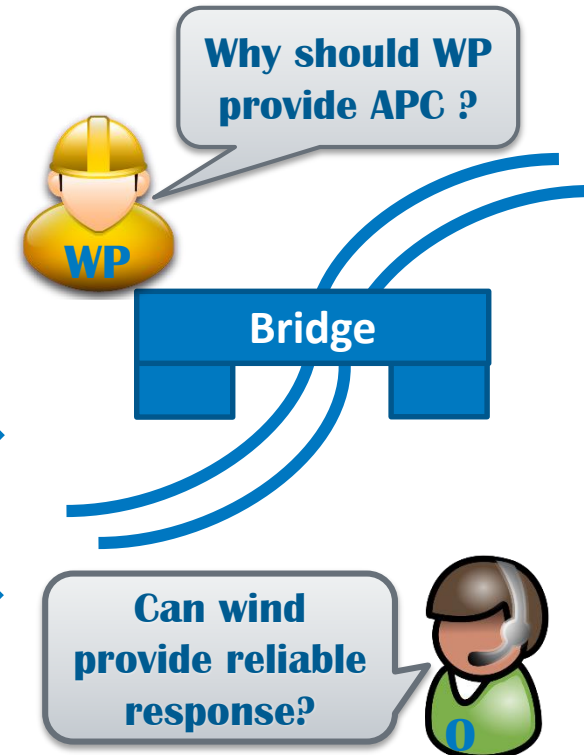 Why should WP
provide APC ?
WP
Bridge
Can wind
provide reliable
response?
O